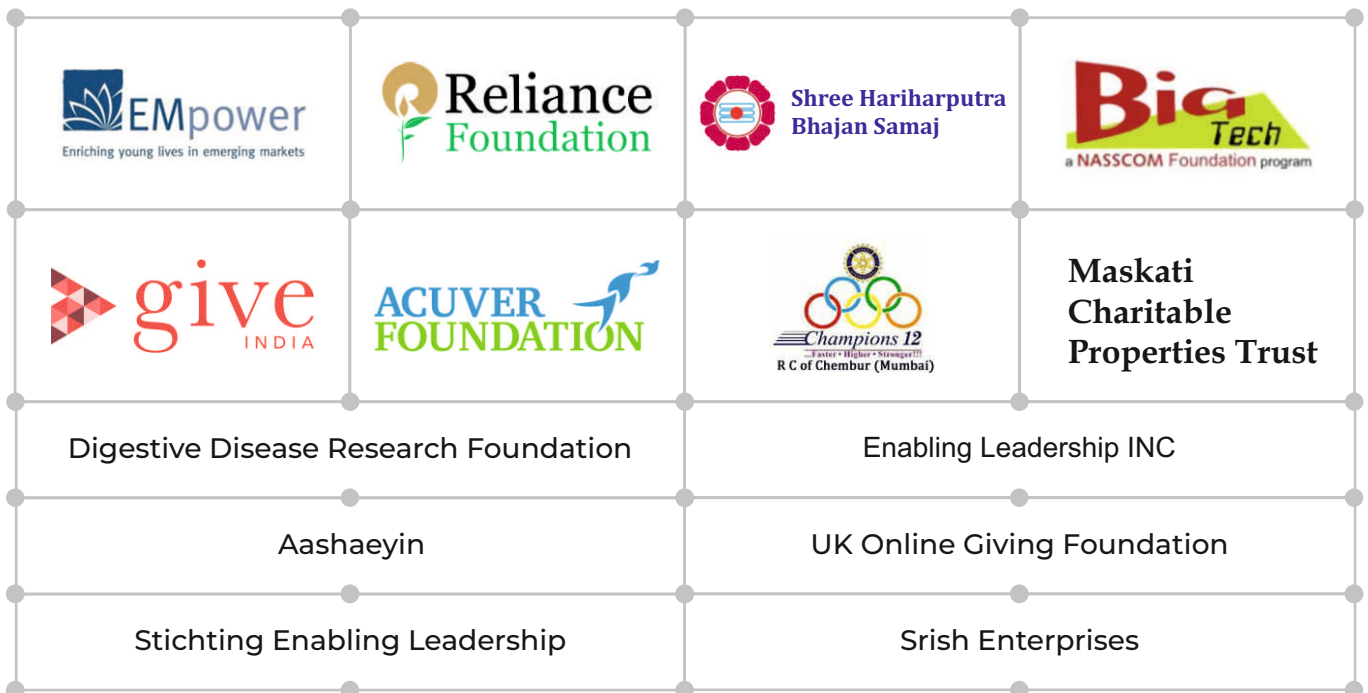 EMpower
Enriching young lives in emerging markets
Reliance
Foundation
Shree Hariharputra
Bhajan Samaj
Big
Tech
a NASSCOM Foundation program
give
INDIA
ACUVER
FOUNDATION
Champions 12
...Faster • Higher • Stronger!!!
R C of Chembur (Mumbai)
Maskati
Charitable
Properties Trust
Digestive Disease Research Foundation
Enabling Leadership INC
Aashaeyin
UK Online Giving Foundation
Stichting Enabling Leadership
Srish Enterprises